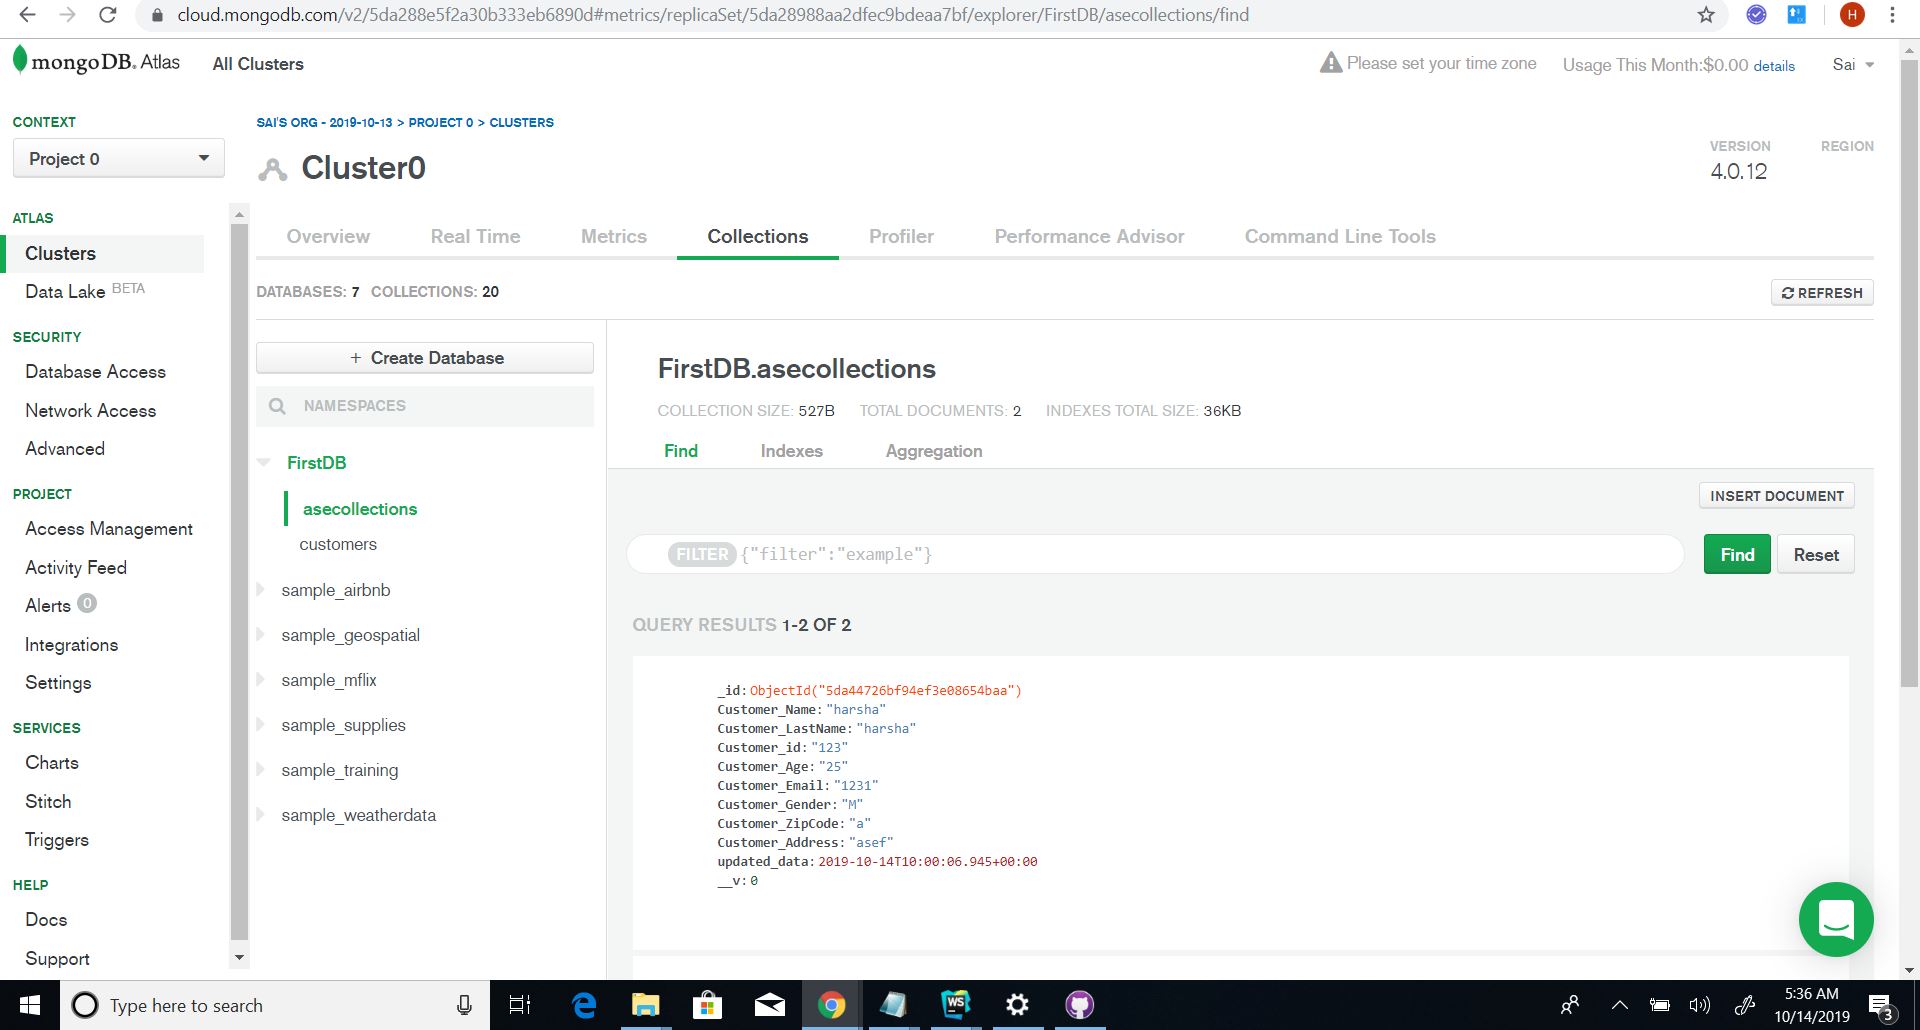 cloud.mongodb.com/v2/5da288e5f2a30b333eb6890d#metrics/replicaSet/5da28988aa2dfec9bdeaa7bf/explorer/FirstDB/asecollections/find
H
mongoDB. Atlas
All Clusters
Please set your time zone
Usage This Month:$0.00 details
Sai
CONTEXT
Project 0
ATLAS
Clusters
Data Lake BETA
SECURITY
Database Access
Network Access
Advanced
PROJECT
Access Management
Activity Feed
Alerts 0
Integrations
Settings
SERVICES
Charts
Stitch
Triggers
HELP
Docs
Support
SAI'S ORG - 2019-10-13 > PROJECT 0 > CLUSTERS
Cluster0
VERSION
4.0.12
REGION
Overview
Real Time
Metrics
Collections
Profiler
Performance Advisor
Command Line Tools
DATABASES: 7 COLLECTIONS: 20
REFRESH
+ Create Database
NAMESPACES
FirstDB
asecollections
customers
sample_airbnb
sample_geospatial
sample_mflix
sample_supplies
sample_training
sample_weatherdata
FirstDB.asecollections
COLLECTION SIZE: 527B TOTAL DOCUMENTS: 2 INDEXES TOTAL SIZE: 36KB
Find
Indexes
Aggregation
INSERT DOCUMENT
FILTER {"filter":"example"}
Find
Reset
QUERY RESULTS 1-2 OF 2
_id: ObjectId("5da44726bf94ef3e08654baa")
Customer_Name: "harsha"
Customer_LastName: "harsha"
Customer_id: "123"
Customer_Age: "25"
Customer_Email: "1231"
Customer_Gender: "M"
Customer_ZipCode: "a"
Customer_Address: "asef"
updated_data: 2019-10-14T10:00:06.945+00:00
__v: 0
Type here to search
WS
5:36 AM
10/14/2019
3